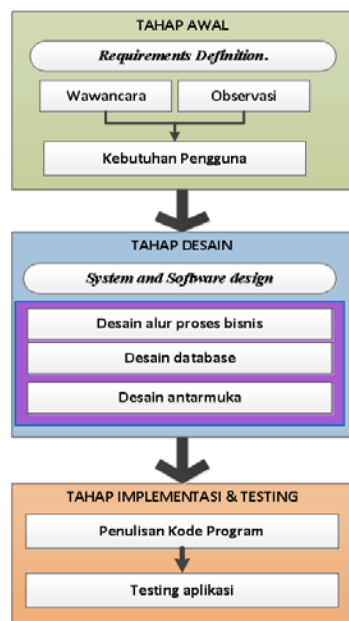 TAHAP AWAL
Requirements Definition.
Wawancara
Observasi
Kebutuhan Pengguna
TAHAP DESAIN
System and Software design
Desain alur proses bisnis
Desain database
Desain antarmuka
TAHAP IMPLEMENTASI & TESTING
Penulisan Kode Program
Testing aplikasi